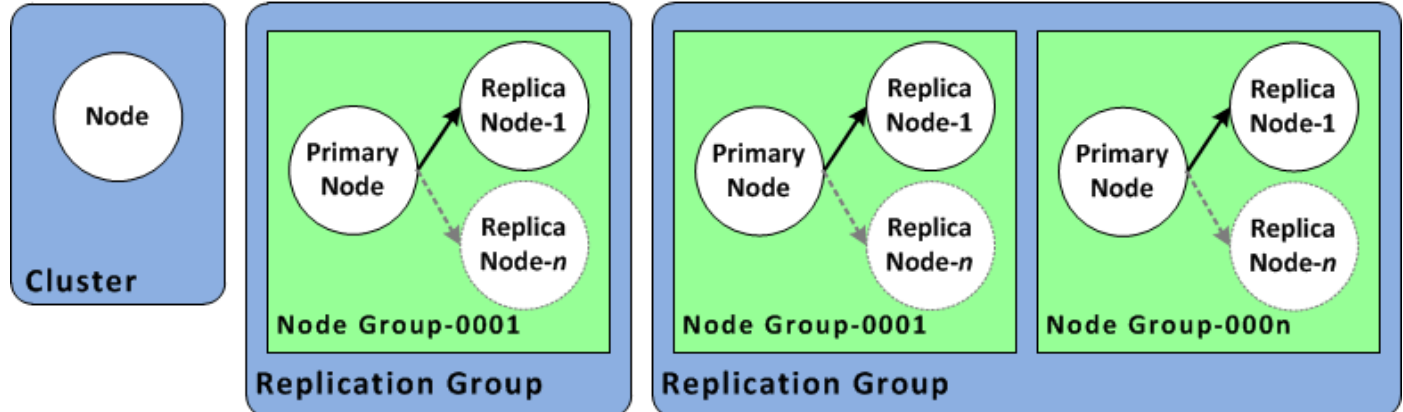 Node
Cluster
Primary
Node
Replica
Node-1
Replica
Node-n
Node Group-0001
Replication Group
Primary
Node
Replica
Node-1
Replica
Node-n
Node Group-0001
Primary
Node
Replica
Node-1
Replica
Node-n
Node Group-000n
Replication Group